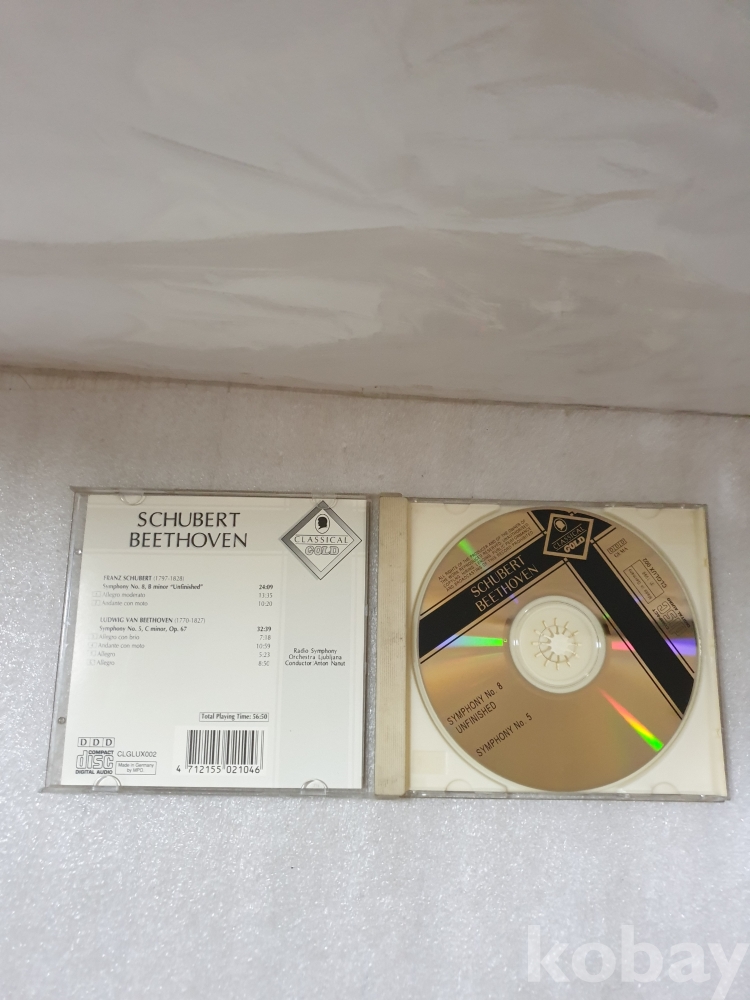 SCHUBERT
BEETHOVEN
CLASSICAL
GOLD
FRANZ SCHUBERT (1797-1828)
Symphony No. 8, B minor "Unfinished" 24:09
Allegro moderato 13:35
Andante con moto 10:20
LUDWIG VAN BEETHOVEN (1770-1827)
Symphony No. 5, C minor, Op. 67 32:39
Allegro con brio 7:18
Andante con moto 10:59
Allegro 5:23
Allegro 8:50
Radio Symphony
Orchestra Ljubljana
Conductor Anton Nanut
Total Playing Time: 56:50
DDD
COMPACT
disc
DIGITAL AUDIO
CLGLUX002
Made in Germany
by MPO
4 712155 021046
CLASSICAL
GOLD
SCHUBERT
BEETHOVEN
CLGLUX 002
SYMPHONY No. 8
UNFINISHED
SYMPHONY No. 5
kobay